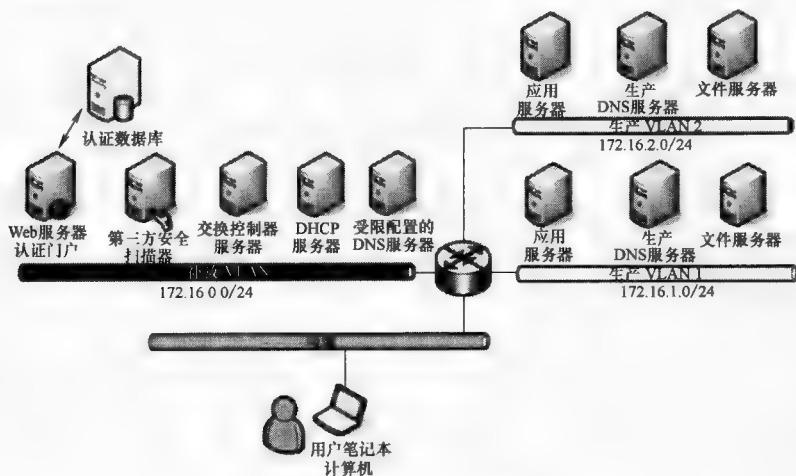 应用
服务器
生产
DNS服务器
文件服务器
生产 VLAN 2
172.16.2.0/24
认证数据库
Web服务器
认证门户
第三方安全
扫描器
交换控制器
服务器
DHCP
服务器
受限配置的
DNS服务器
VLAN
172.16 0 0/24
应用
服务器
生产
DNS服务器
文件服务器
生产 VLAN 1
172.16.1.0/24
用户笔记本
计算机